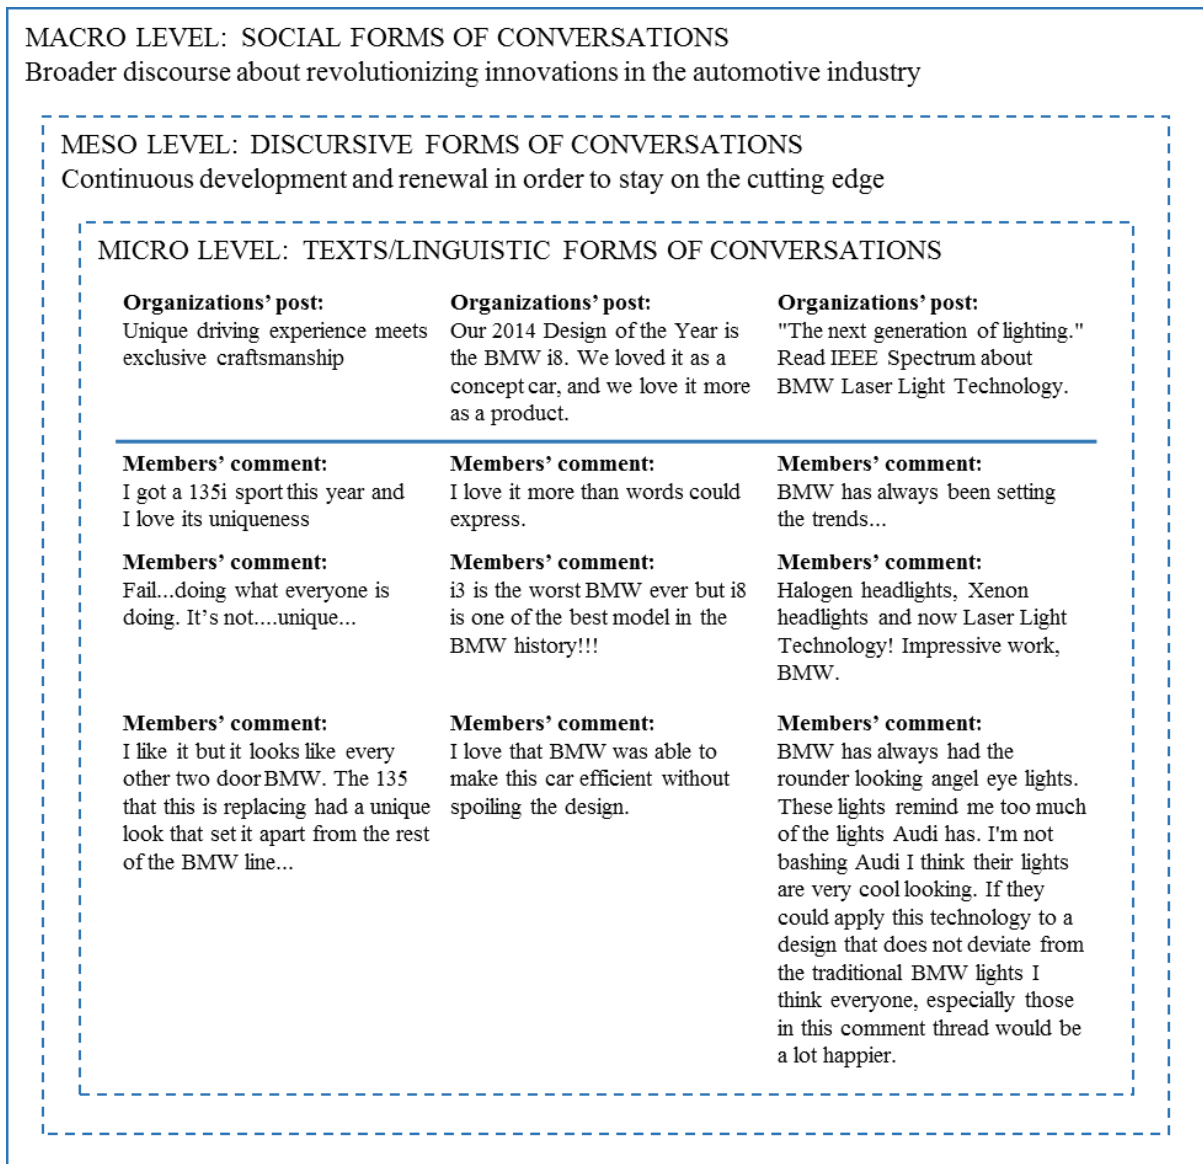 MACRO LEVEL: SOCIAL FORMS OF CONVERSATIONS
Broader discourse about revolutionizing innovations in the automotive industry
MESO LEVEL: DISCURSIVE FORMS OF CONVERSATIONS
Continuous development and renewal in order to stay on the cutting edge
MICRO LEVEL: TEXTS/LINGUISTIC FORMS OF CONVERSATIONS
Organizations' post:
Unique driving experience meets
exclusive craftsmanship
Organizations' post:
Our 2014 Design of the Year is
the BMW i8. We loved it as a
concept car, and we love it more
as a product.
Organizations' post:
"The next generation of lighting."
Read IEEE Spectrum about
BMW Laser Light Technology.
Members' comment:
I got a 135i sport this year and
I love its uniqueness
Members' comment:
I love it more than words could
express.
Members' comment:
BMW has always been setting
the trends...
Members' comment:
Fail...doing what everyone is
doing. It's not....unique...
Members' comment:
i3 is the worst BMW ever but i8
is one of the best model in the
BMW history!!!
Members' comment:
Halogen headlights, Xenon
headlights and now Laser Light
Technology! Impressive work,
BMW.
Members' comment:
I like it but it looks like every
other two door BMW. The 135
that this is replacing had a unique
look that set it apart from the rest
of the BMW line...
Members' comment:
I love that BMW was able to
make this car efficient without
spoiling the design.
Members' comment:
BMW has always had the
rounder looking angel eye lights.
These lights remind me too much
of the lights Audi has. I'm not
bashing Audi I think their lights
are very cool looking. If they
could apply this technology to a
design that does not deviate from
the traditional BMW lights I
think everyone, especially those
in this comment thread would be
a lot happier.